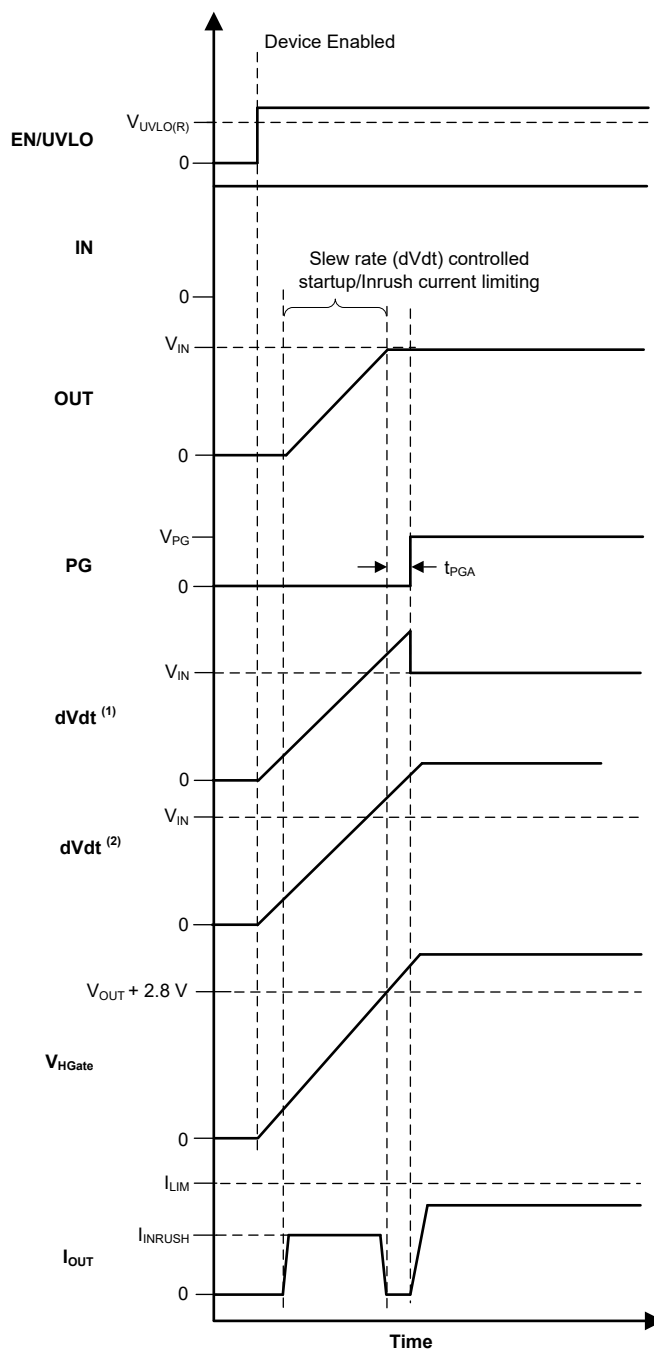 Device Enabled
V_UVLO(R)
EN/UVLO
0
IN
Slew rate (dVdt) controlled
startup/Inrush current limiting
0
V_IN
OUT
0
V_PG
PG
t_PGA
0
V_IN
dVdt (1)
0
V_IN
dVdt (2)
0
V_OUT + 2.8 V
V_HGate
0
I_LIM
I_INRUSH
I_OUT
0
Time